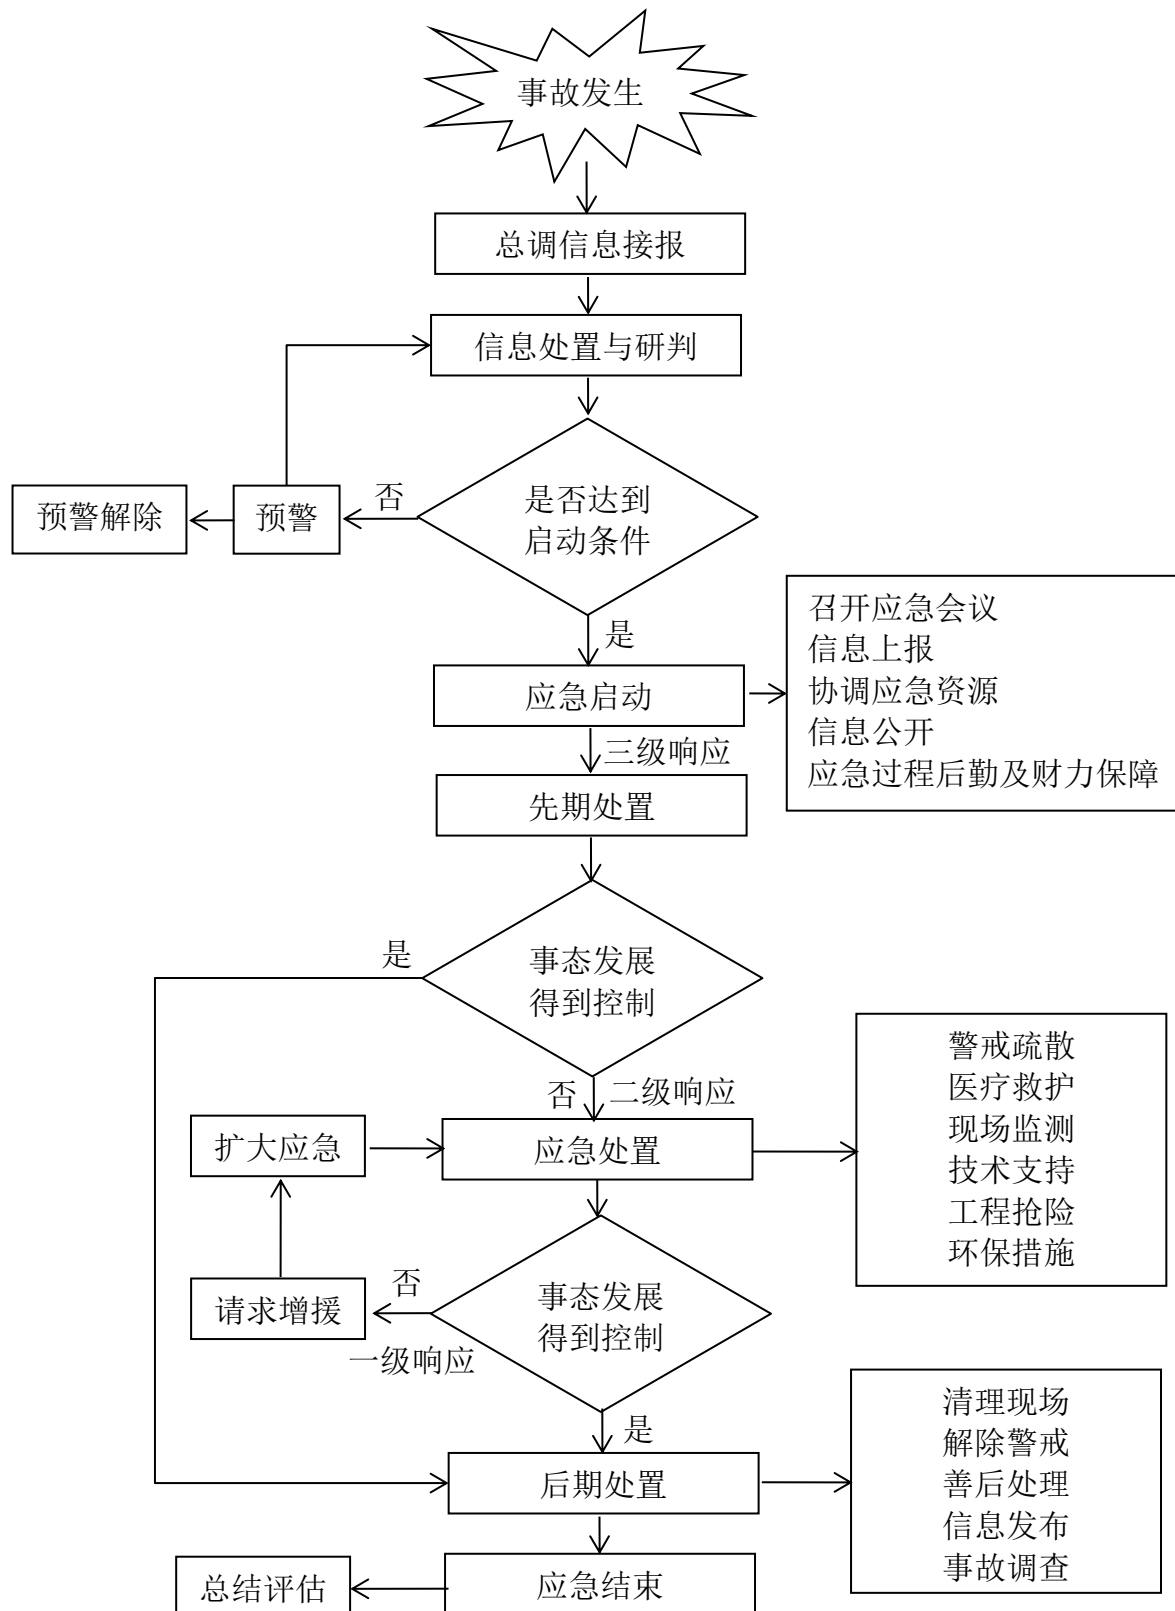 事故发生
总调信息接报
信息处置与研判
是否达到
启动条件
否
预警
预警解除
是
应急启动
召开应急会议
信息上报
协调应急资源
信息公开
应急过程后勤及财力保障
三级响应
先期处置
事态发展
得到控制
是
否
二级响应
应急处置
扩大应急
警戒疏散
医疗救护
现场监测
技术支持
工程抢险
环保措施
事态发展
得到控制
否
请求增援
一级响应
是
后期处置
清理现场
解除警戒
善后处理
信息发布
事故调查
应急结束
总结评估